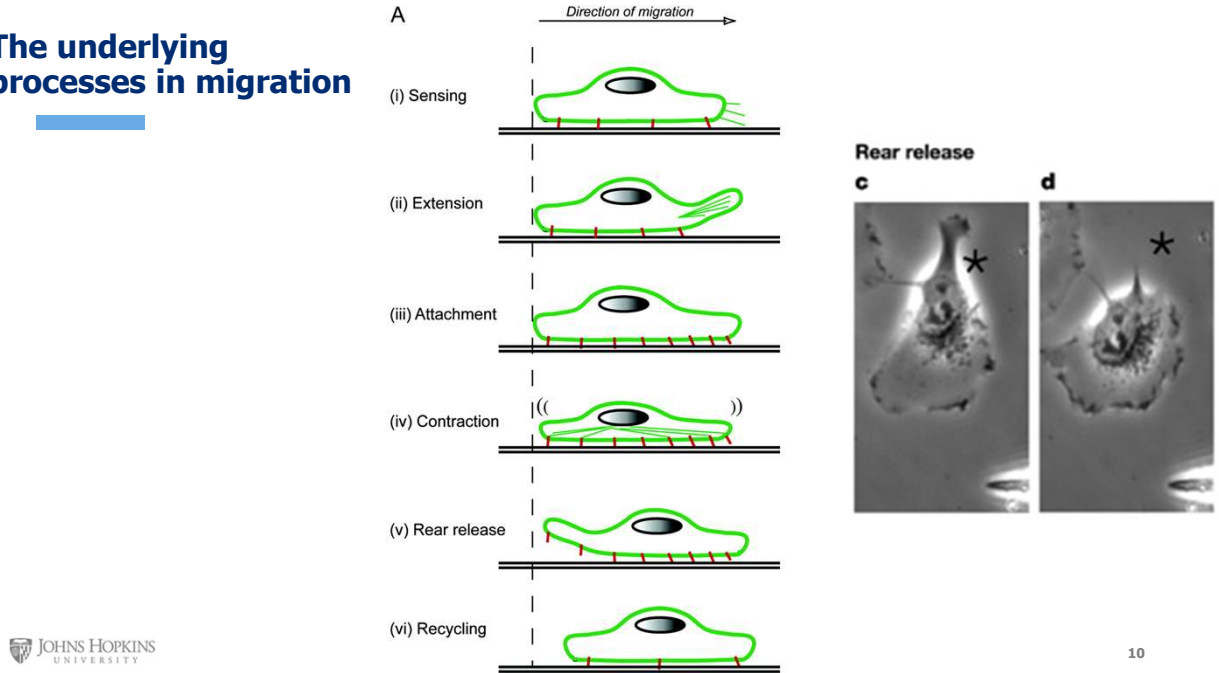 The underlying
processes in migration
A
Direction of migration
(i) Sensing
(ii) Extension
(iii) Attachment
(iv) Contraction
((
))
(v) Rear release
(vi) Recycling
Rear release
c
d
*
*
JOHNS HOPKINS
UNIVERSITY
10